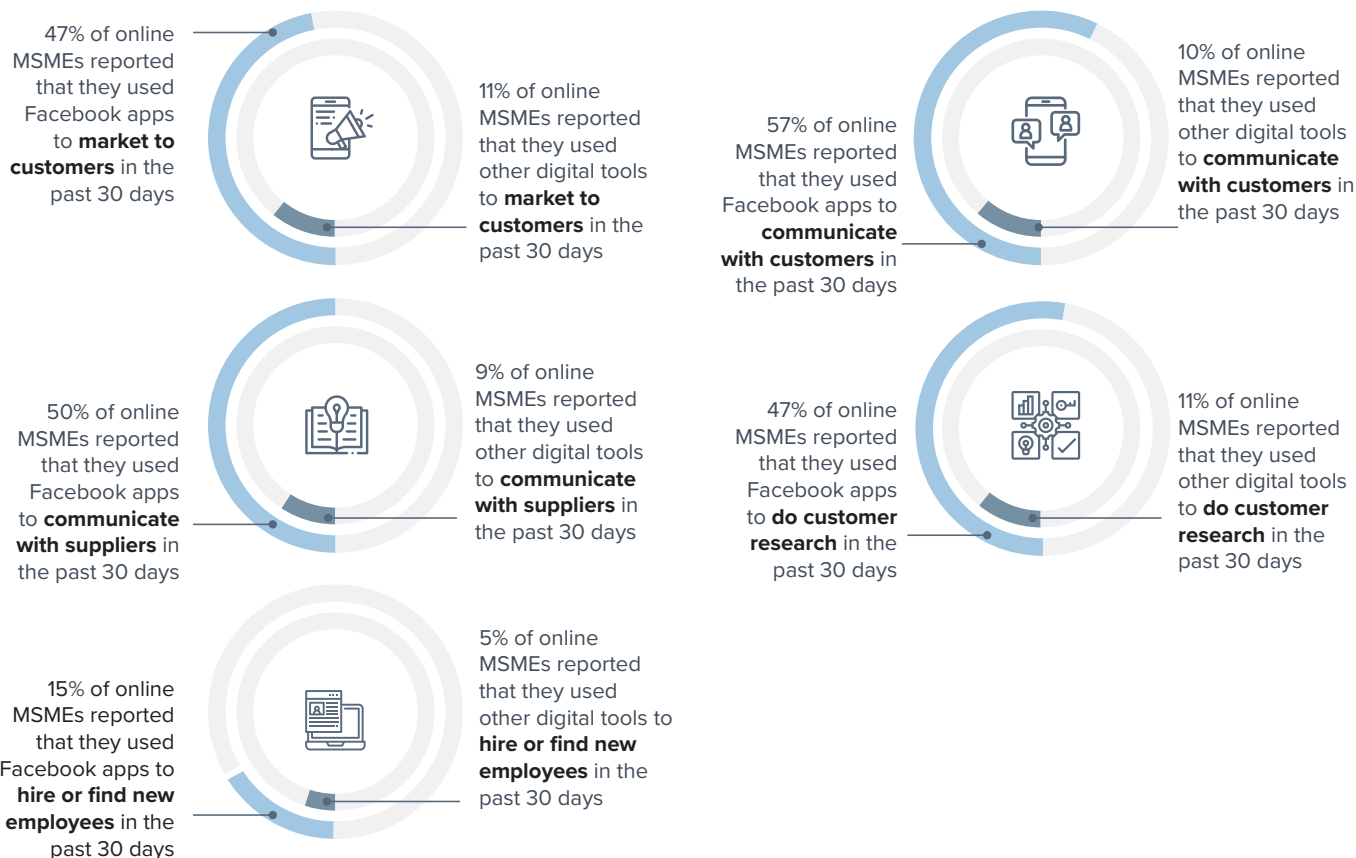 47% of online
MSMEs reported
that they used
Facebook apps
to market to
customers in the
past 30 days
11% of online
MSMEs reported
that they used
other digital tools
to market to
customers in the
past 30 days
57% of online
MSMEs reported
that they used
Facebook apps to
communicate
with customers in
the past 30 days
10% of online
MSMEs reported
that they used
other digital tools
to communicate
with customers in
the past 30 days
50% of online
MSMEs reported
that they used
Facebook apps
to communicate
with suppliers in
the past 30 days
9% of online
MSMEs reported
that they used
other digital tools
to communicate
with suppliers in
the past 30 days
47% of online
MSMEs reported
that they used
Facebook apps
to do customer
research in the
past 30 days
11% of online
MSMEs reported
that they used
other digital tools
to do customer
research in the
past 30 days
15% of online
MSMEs reported
that they used
Facebook apps to
hire or find new
employees in the
past 30 days
5% of online
MSMEs reported
that they used
other digital tools to
hire or find new
employees in the
past 30 days